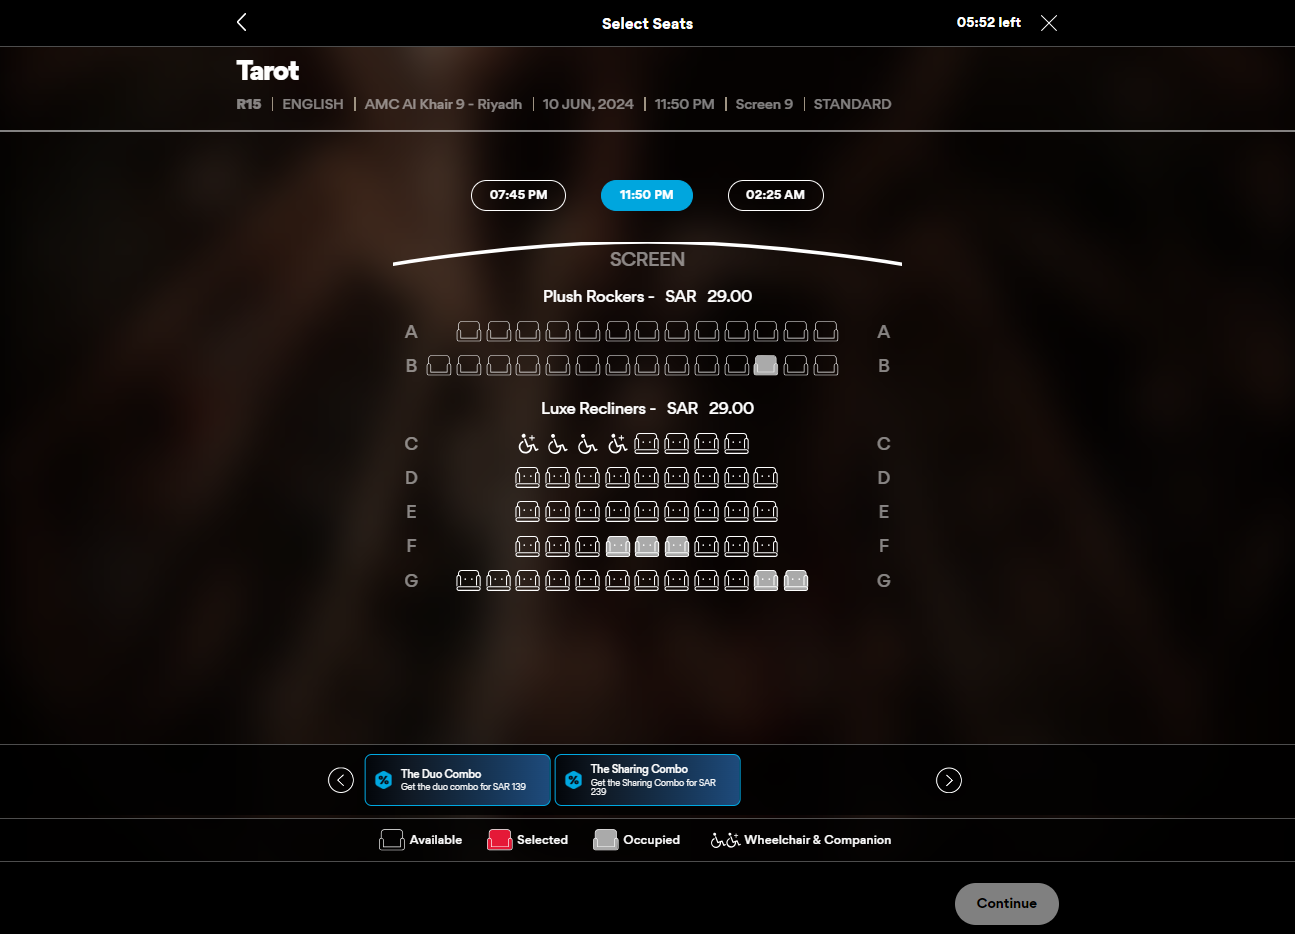 Select Seats
05:52 left
Tarot
R15 | ENGLISH | AMC Al Khair 9 - Riyadh | 10 JUN, 2024 | 11:50 PM | Screen 9 | STANDARD
07:45 PM 11:50 PM 02:25 AM
SCREEN
Plush Rockers - SAR 29.00
A A
B B
Luxe Recliners - SAR 29.00
C C
D D
E E
F F
G G
The Duo Combo
Get the duo combo for SAR 139
The Sharing Combo
Get the Sharing Combo for SAR
239
Available Selected Occupied Wheelchair & Companion
Continue